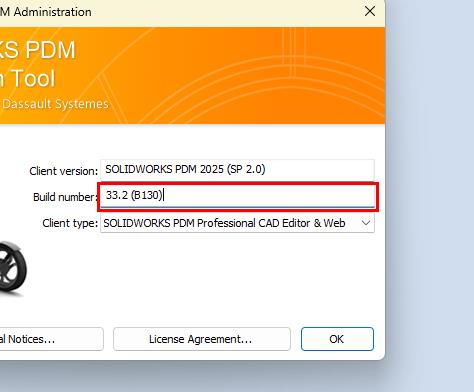 M Administration
KS PDM
n Tool
Dassault Systemes
Client version: SOLIDWORKS PDM 2025 (SP 2.0)
Build number: 33.2 (B130)
Client type: SOLIDWORKS PDM Professional CAD Editor & Web
al Notices... License Agreement... OK